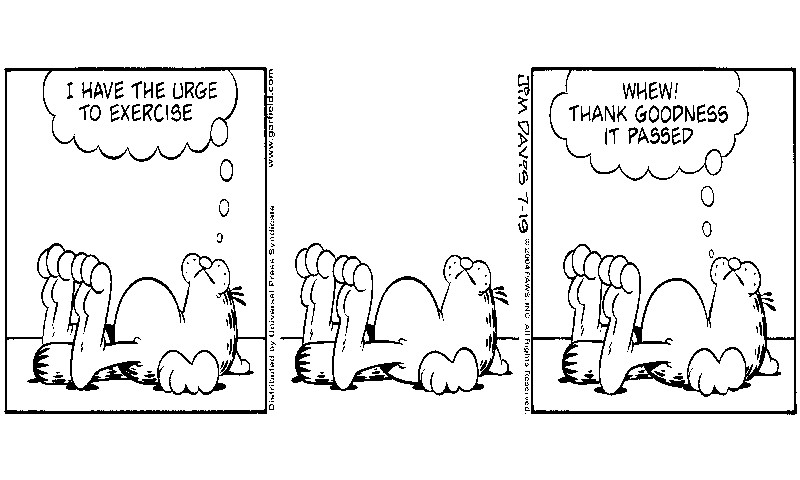 I HAVE THE URGE
TO EXERCISE
www.garfield.com
Distributed by Universal Press Syndicate
JIM DAVIS 7-19
© 2004 PAWS, INC. All Rights Reserved.
WHEW!
THANK GOODNESS
IT PASSED